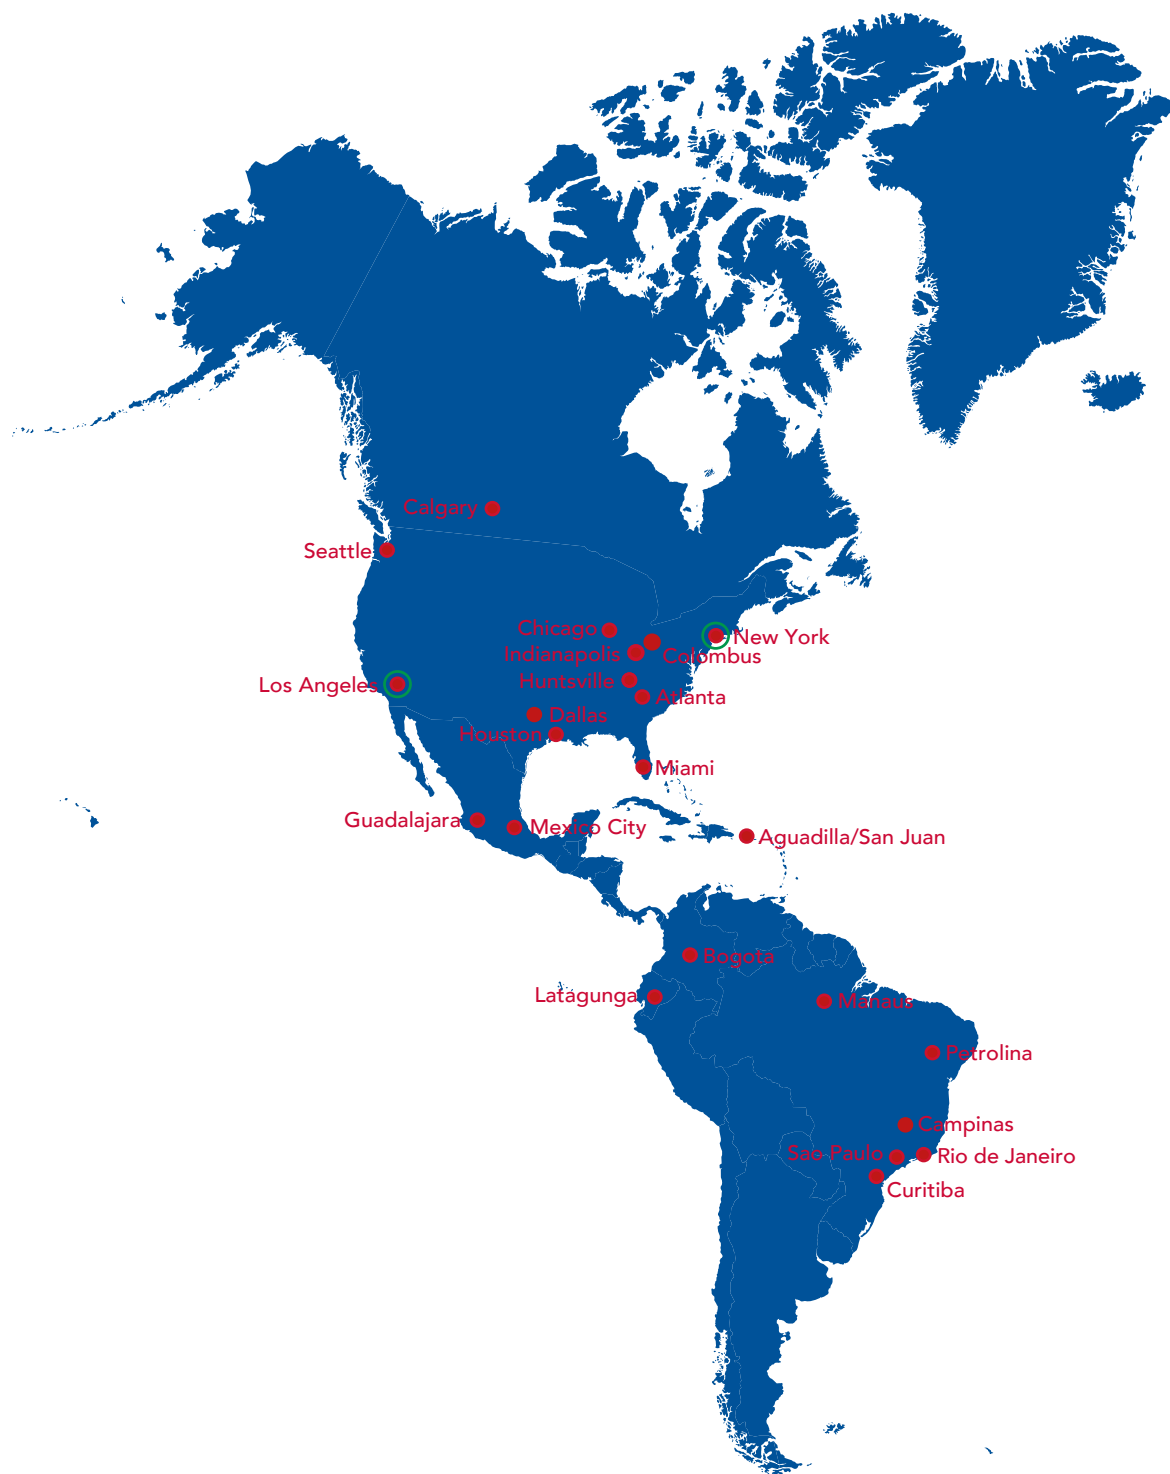 Calgary
Seattle
Chicago
New York
Indianapolis
Colombus
Huntsville
Los Angeles
Atlanta
Dallas
Houston
Miami
Guadalajara
Mexico City
Aguadilla/San Juan
Bogota
Latagunga
Manaus
Petrolina
Campinas
Sao Paulo
Rio de Janeiro
Curitiba